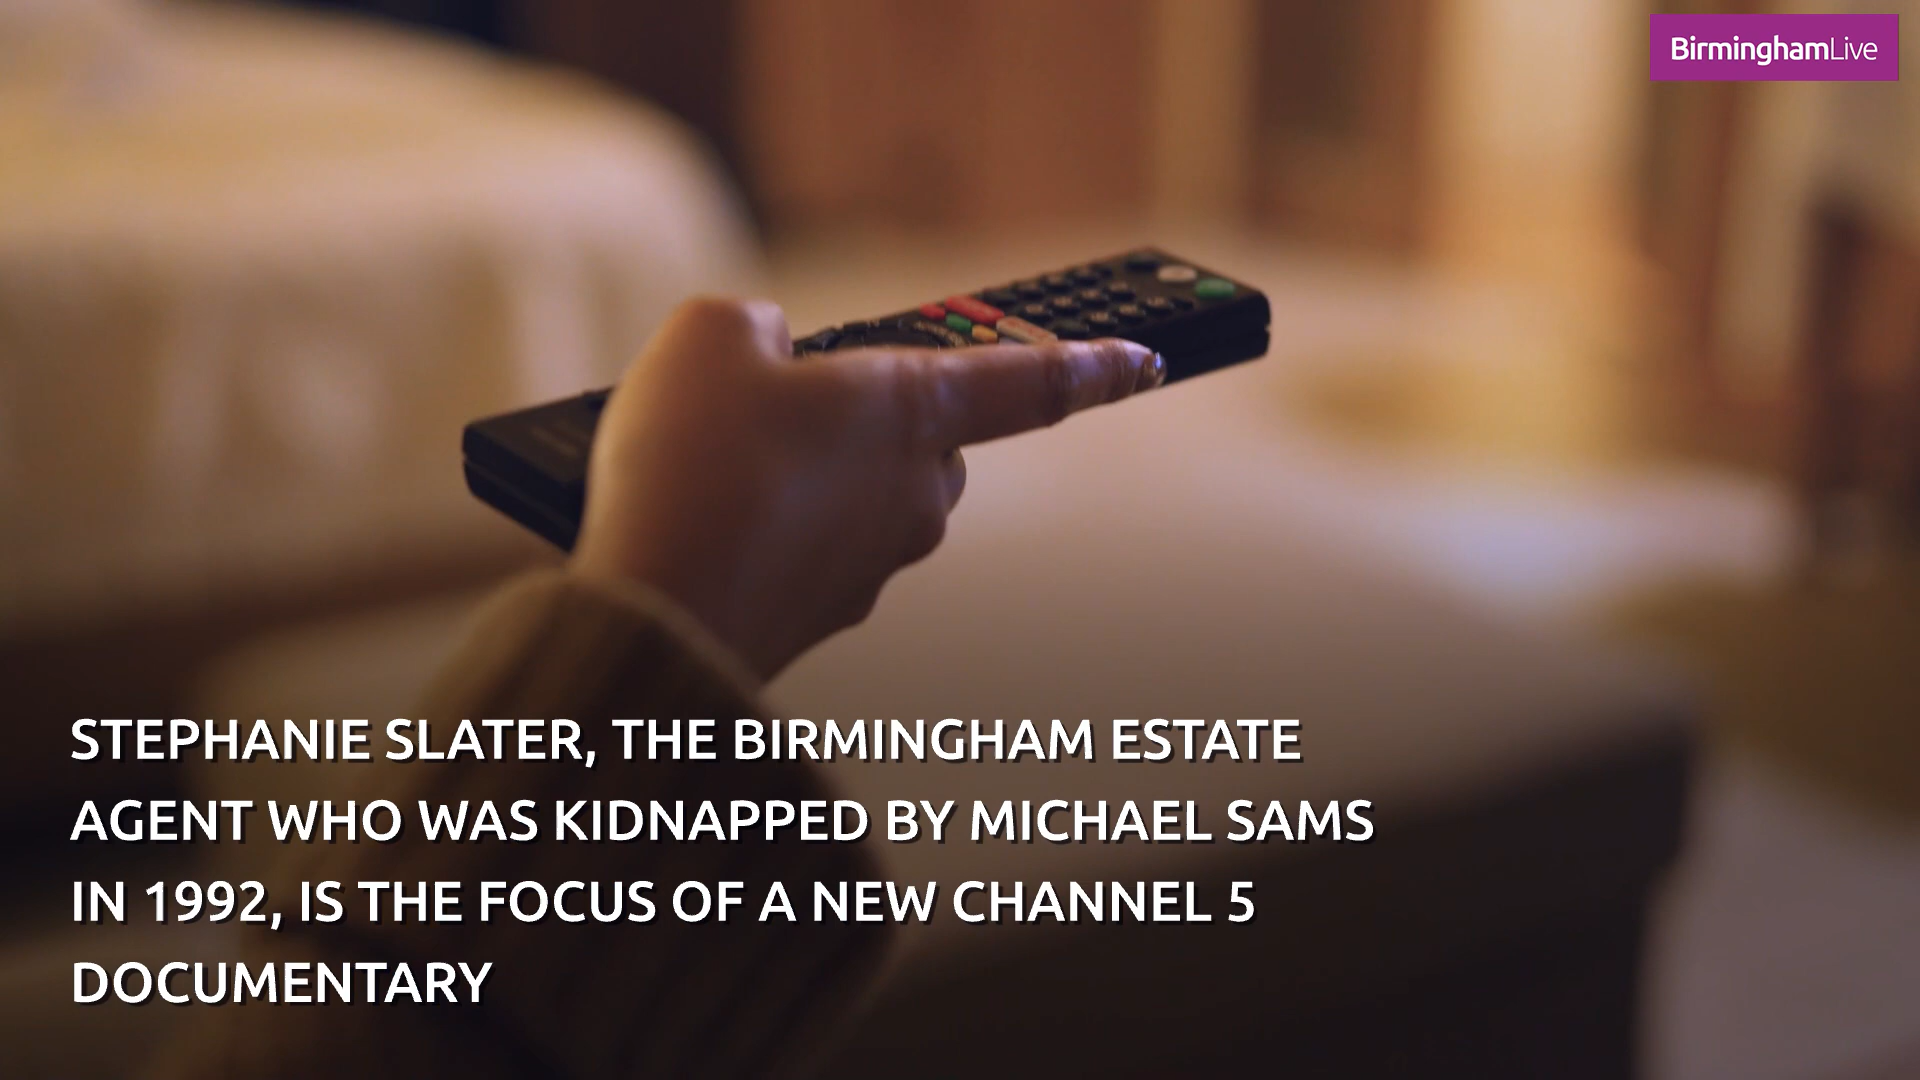 BirminghamLive
STEPHANIE SLATER, THE BIRMINGHAM ESTATE
AGENT WHO WAS KIDNAPPED BY MICHAEL SAMS
IN 1992, IS THE FOCUS OF A NEW CHANNEL 5
DOCUMENTARY